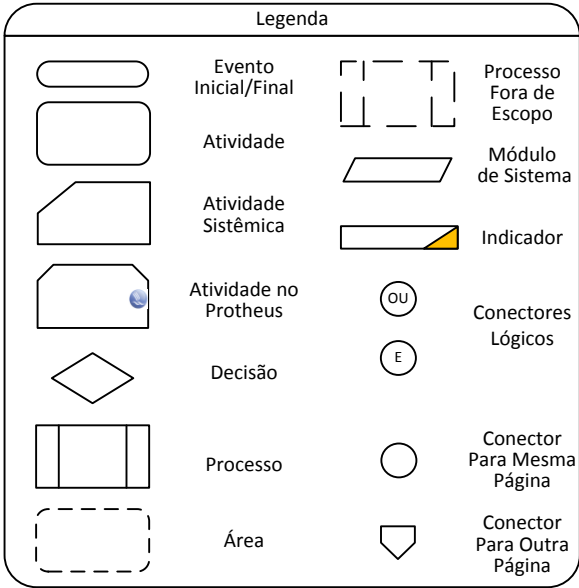 Legenda
Evento
Inicial/Final
Atividade
Atividade
Sistêmica
Atividade no
Protheus
Decisão
Processo
Área
Processo
Fora de
Escopo
Módulo
de Sistema
Indicador
OU
E
Conectores
Lógicos
Conector
Para Mesma
Página
Conector
Para Outra
Página